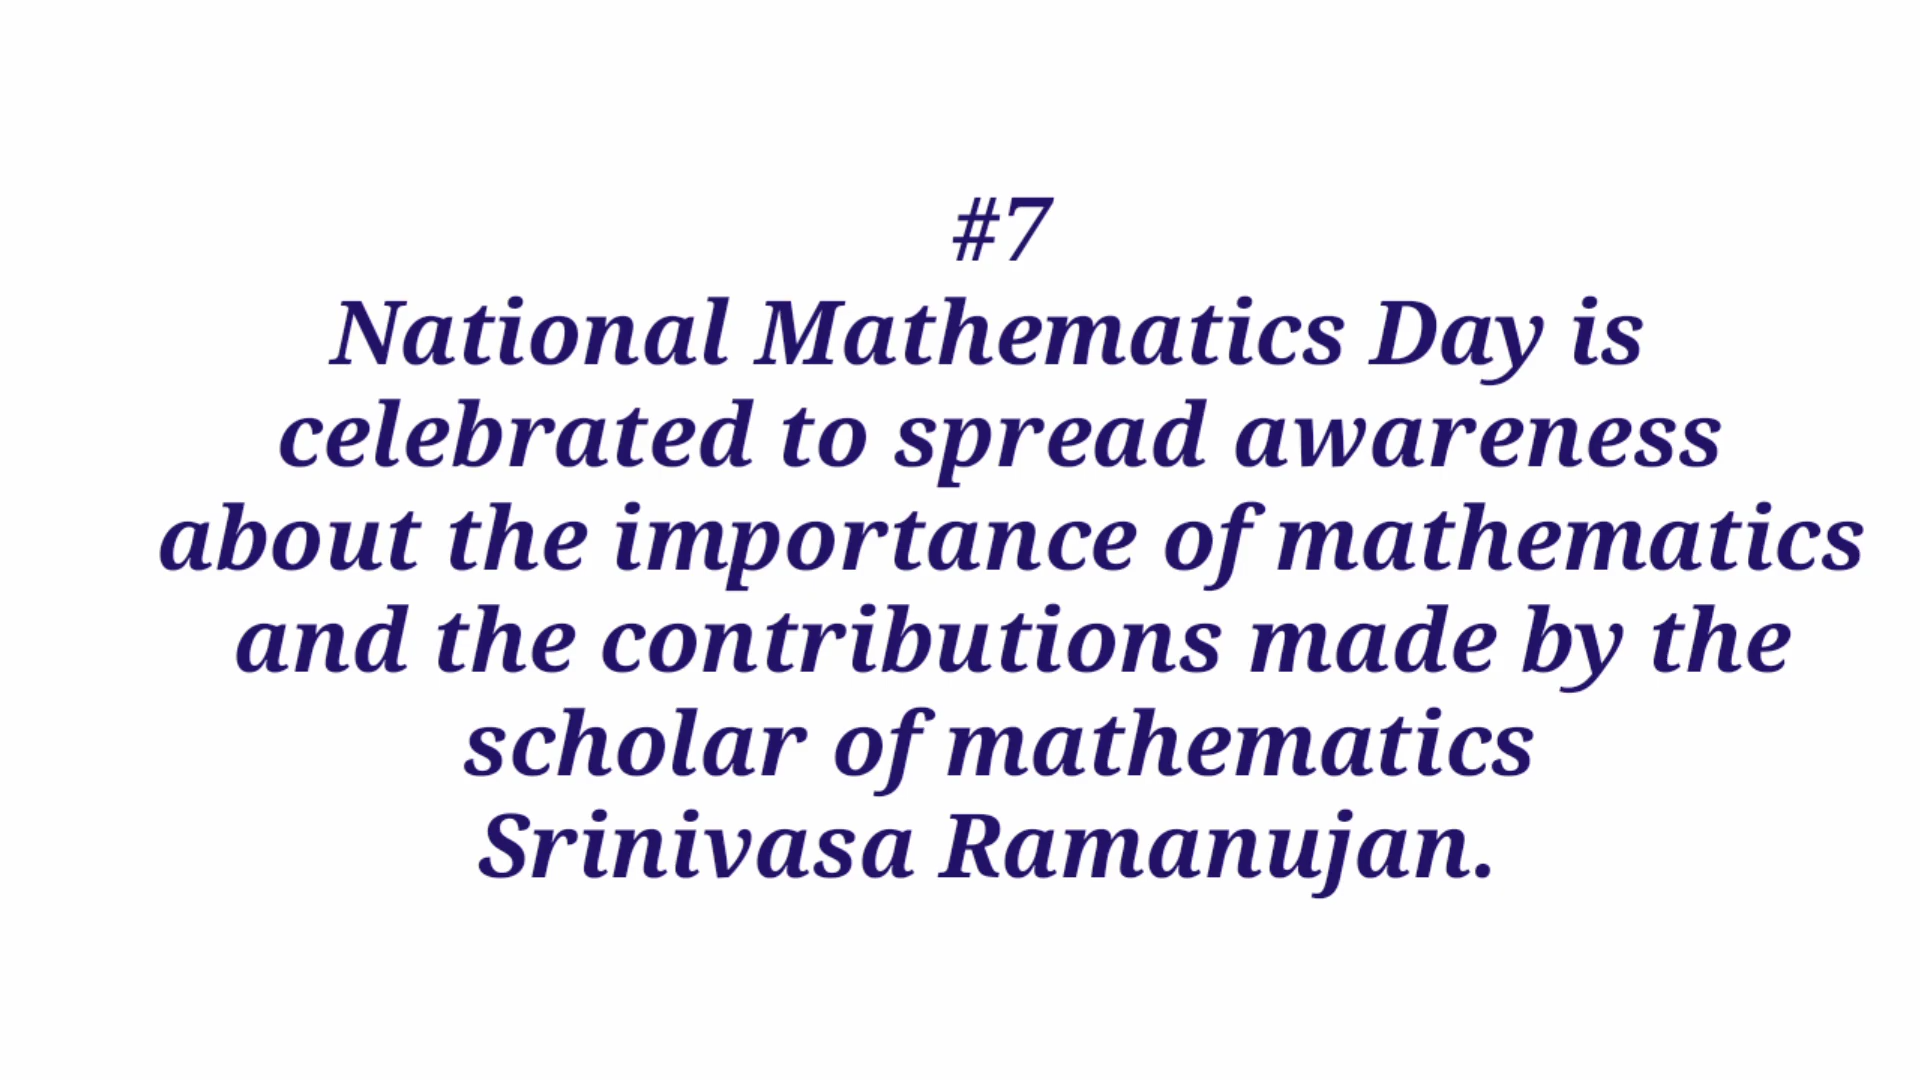 #7
National Mathematics Day is
celebrated to spread awareness
about the importance of mathematics
and the contributions made by the
scholar of mathematics
Srinivasa Ramanujan.